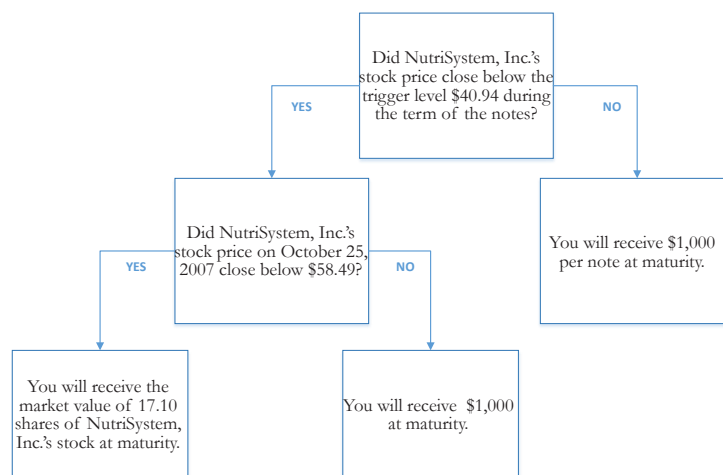 Did NutriSystem, Inc.'s
stock price close below the
trigger level $40.94 during
the term of the notes?
YES
NO
Did NutriSystem, Inc.'s
stock price on October 25,
2007 close below $58.49?
You will receive $1,000
per note at maturity.
YES
NO
You will receive the
market value of 17.10
shares of NutriSystem,
Inc.'s stock at maturity.
You will receive $1,000
at maturity.